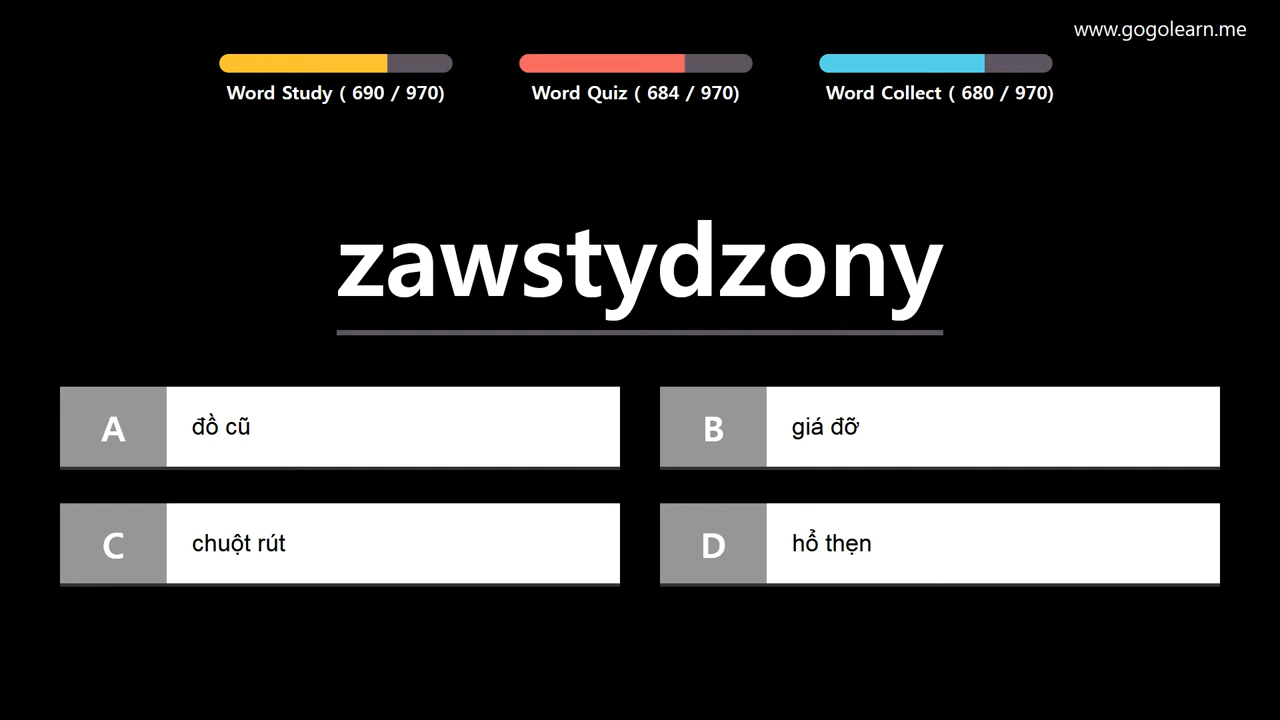 www.gogolearn.me
Word Study ( 690 / 970)
Word Quiz ( 684 / 970)
Word Collect ( 680 / 970)
zawstydzony
A đồ cũ
B giá đỡ
C chuột rút
D hổ thẹn